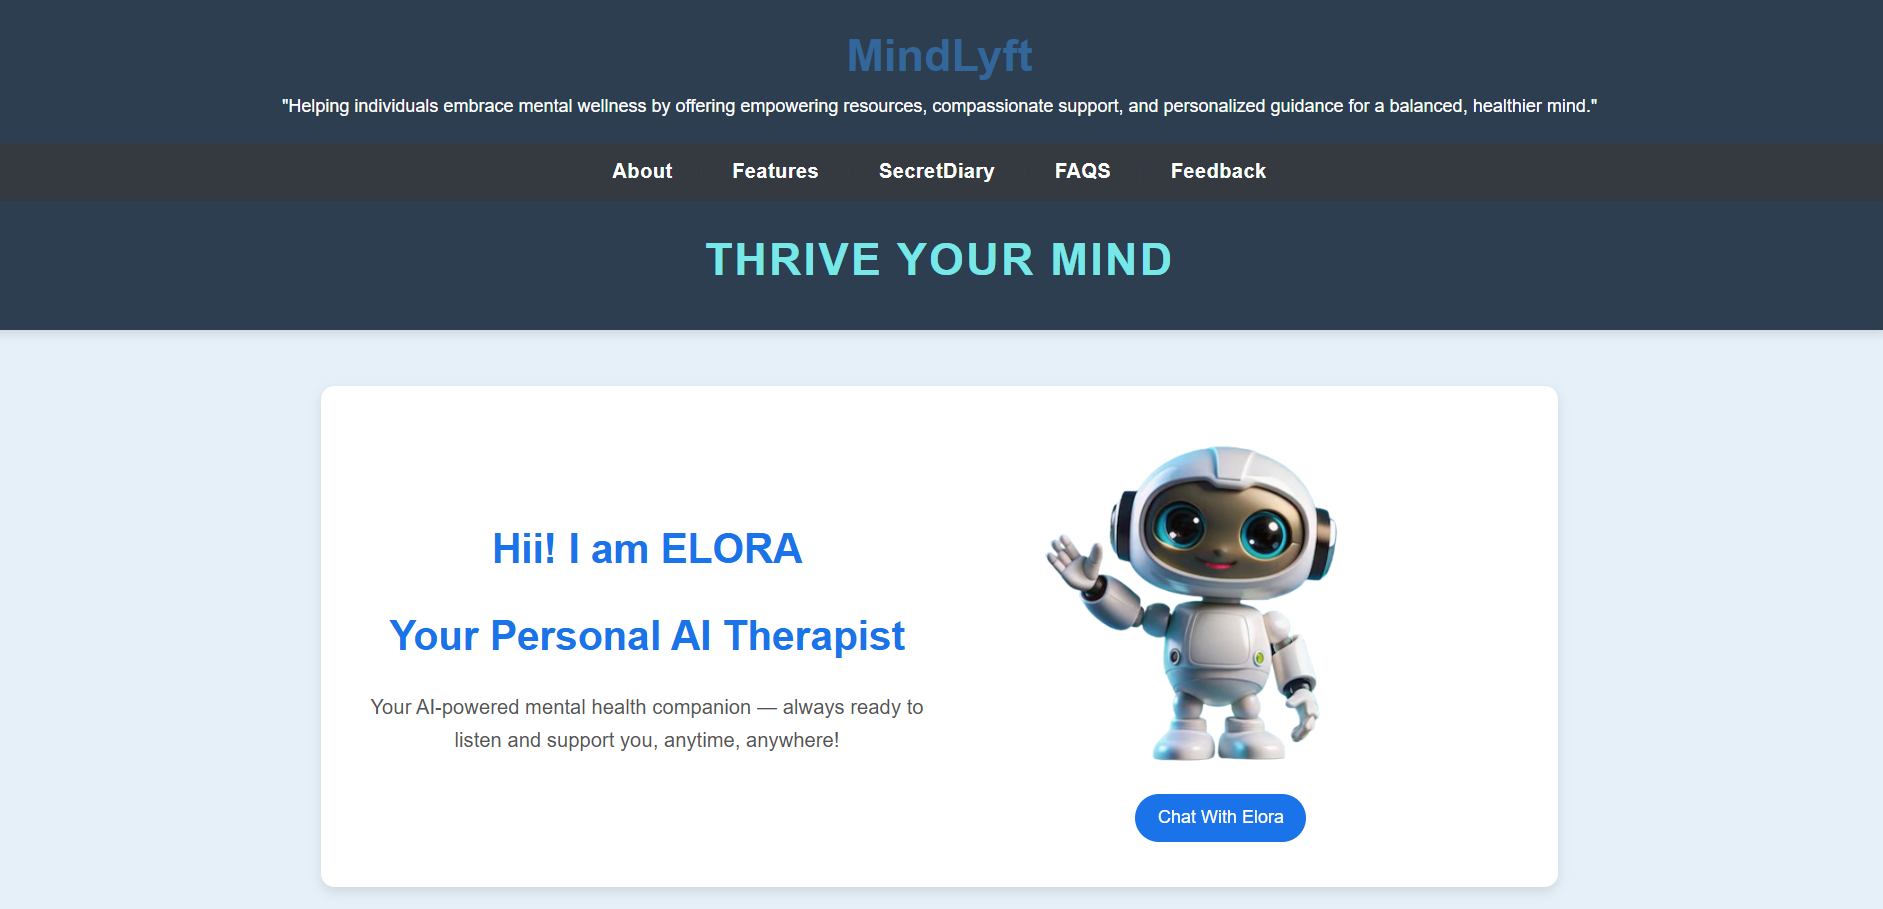 MindLyft
"Helping individuals embrace mental wellness by offering empowering resources, compassionate support, and personalized guidance for a balanced, healthier mind."
About Features SecretDiary FAQS Feedback
THRIVE YOUR MIND
Hii! I am ELORA
Your Personal AI Therapist
Your AI-powered mental health companion — always ready to
listen and support you, anytime, anywhere!
Chat With Elora